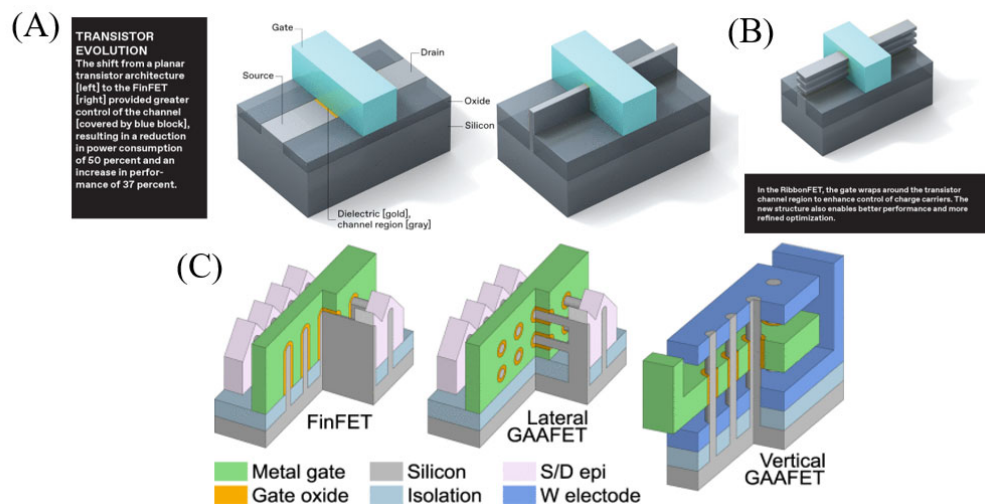 (A)
TRANSISTOR
EVOLUTION
The shift from a planar
transistor architecture
[left] to the FinFET
[right] provided greater
control of the channel
[covered by blue block],
resulting in a reduction
in power consumption
of 50 percent and an
increase in perfor-
mance of 37 percent.
Gate
Drain
Source
Oxide
Silicon
Dielectric [gold],
channel region [gray]
(B)
In the RibbonFET, the gate wraps around the transistor
channel region to enhance control of charge carriers. The
new structure also enables better performance and more
refined optimization.
(C)
FinFET
Lateral
GAAFET
Vertical
GAAFET
Metal gate
Silicon
S/D epi
Gate oxide
Isolation
W electode